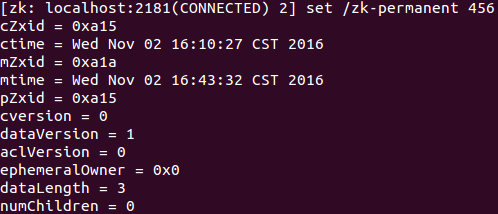 [zk: localhost:2181(CONNECTED) 2] set /zk-permanent 456
cZxid = 0xa15
ctime = Wed Nov 02 16:10:27 CST 2016
mZxid = 0xa1a
mtime = Wed Nov 02 16:43:32 CST 2016
pZxid = 0xa15
cversion = 0
dataVersion = 1
aclVersion = 0
ephemeralOwner = 0x0
dataLength = 3
numChildren = 0